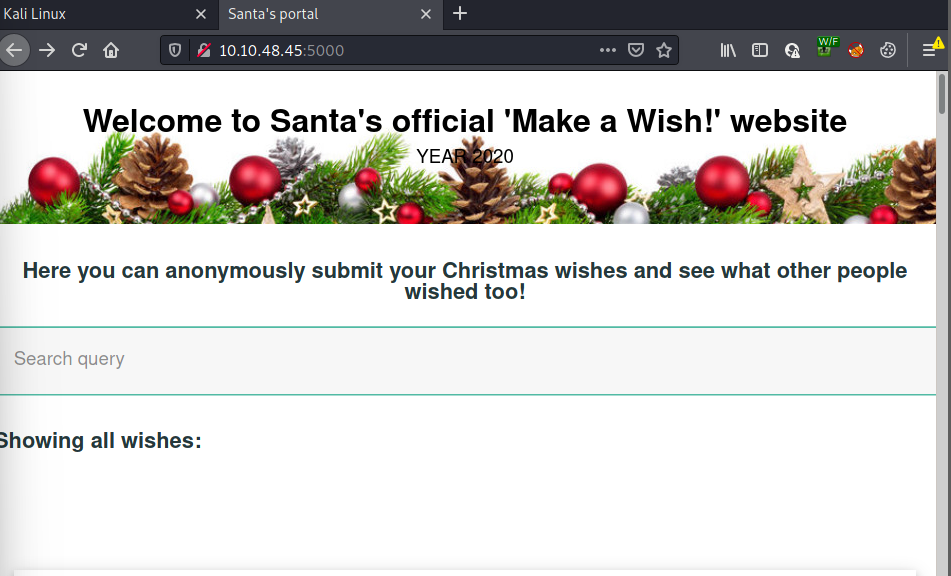 Kali Linux
Santa's portal
10.10.48.45:5000
W/F
Welcome to Santa's official 'Make a Wish!' website
YEAR 2020
Here you can anonymously submit your Christmas wishes and see what other people
wished too!
Search query
Showing all wishes: